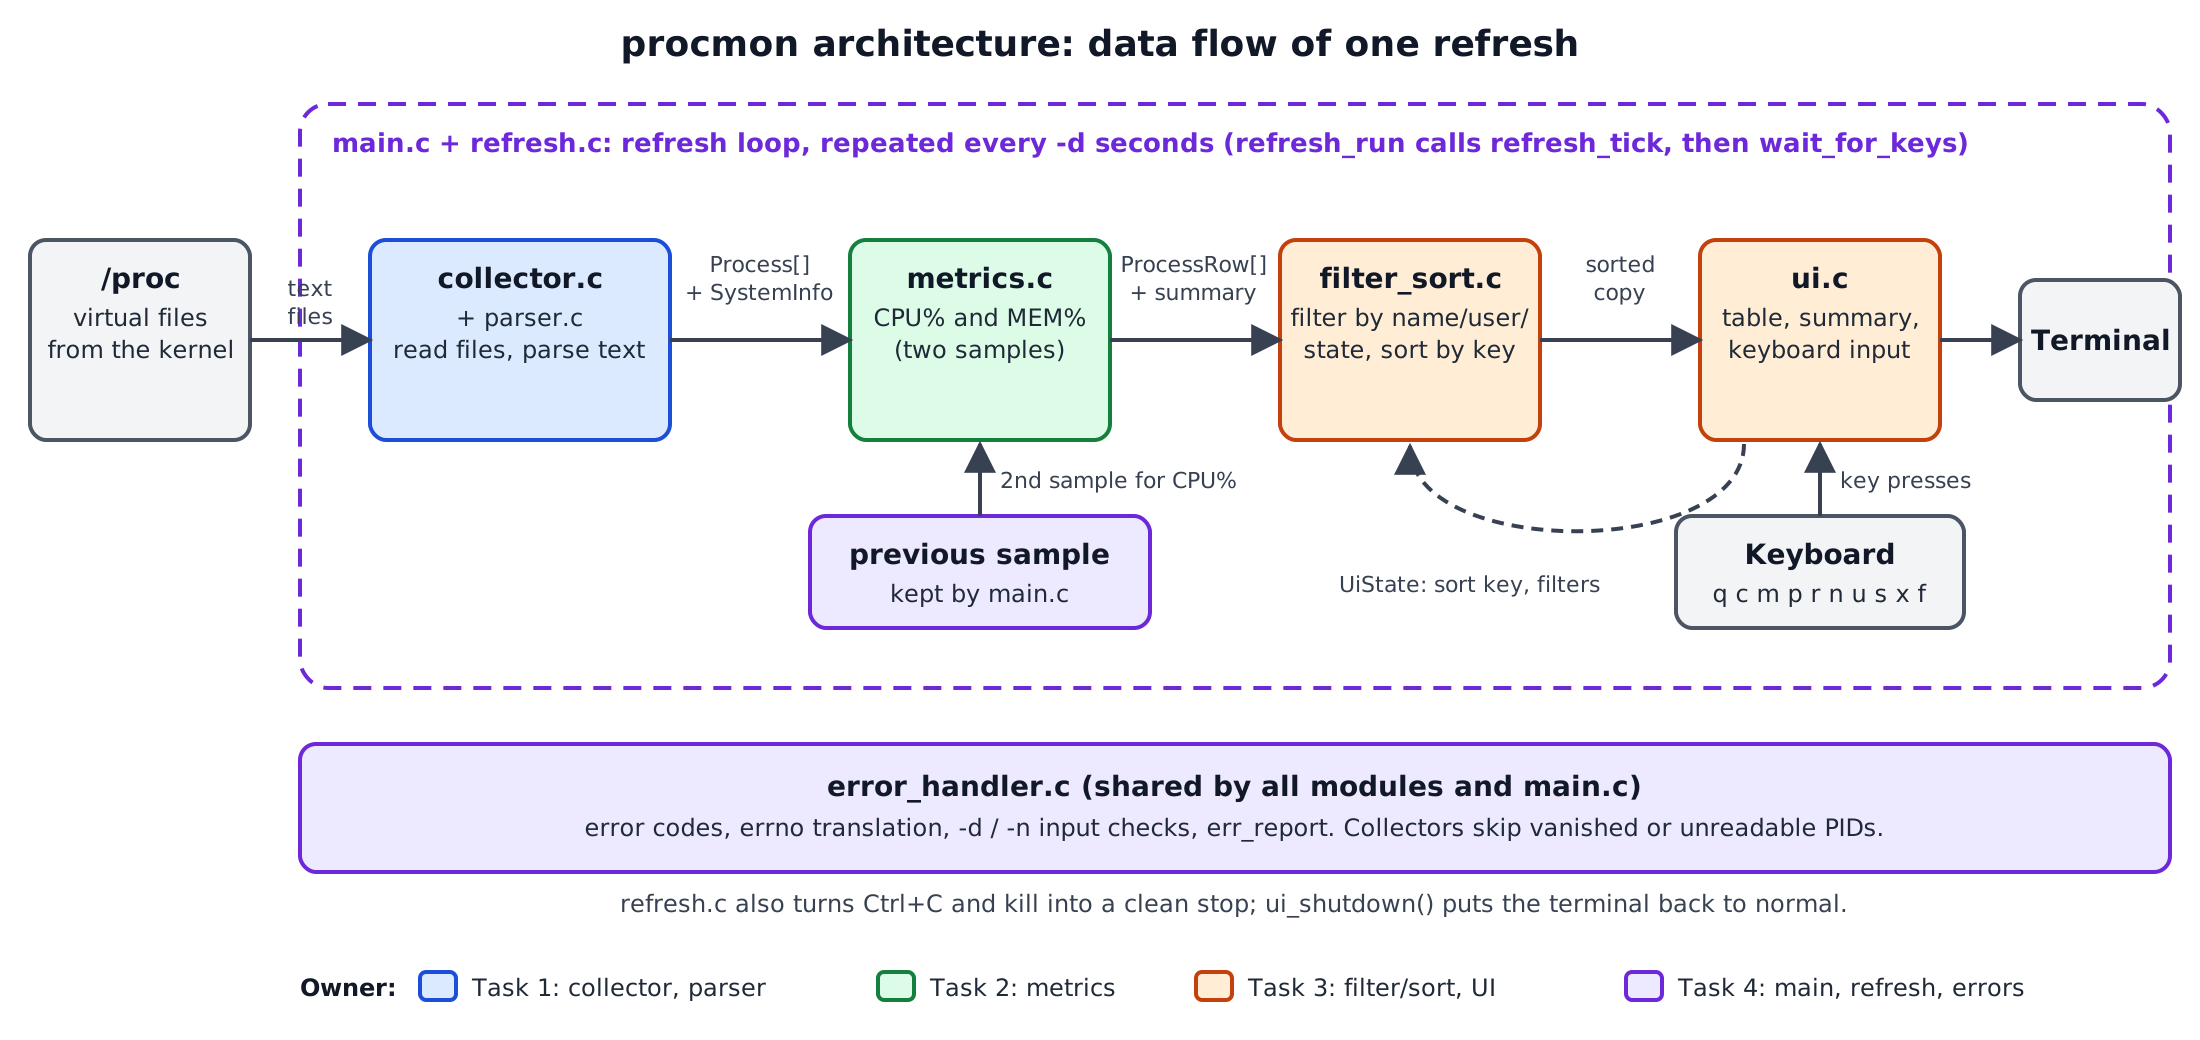 procmon architecture: data flow of one refresh
main.c + refresh.c: refresh loop, repeated every -d seconds (refresh_run calls refresh_tick, then wait_for_keys)
/proc
virtual files
from the kernel
text
files
collector.c
+ parser.c
read files, parse text
Process[]
+ SystemInfo
metrics.c
CPU% and MEM%
(two samples)
ProcessRow[]
+ summary
filter_sort.c
filter by name/user/
state, sort by key
sorted
copy
ui.c
table, summary,
keyboard input
Terminal
2nd sample for CPU%
key presses
previous sample
kept by main.c
UiState: sort key, filters
Keyboard
q c m p r n u s x f
error_handler.c (shared by all modules and main.c)
error codes, errno translation, -d / -n input checks, err_report. Collectors skip vanished or unreadable PIDs.
refresh.c also turns Ctrl+C and kill into a clean stop; ui_shutdown() puts the terminal back to normal.
Owner:
Task 1: collector, parser
Task 2: metrics
Task 3: filter/sort, UI
Task 4: main, refresh, errors